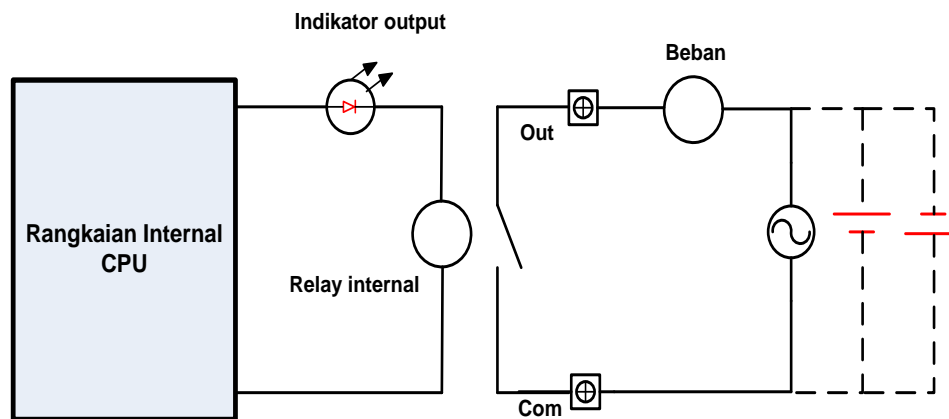 Indikator output
Beban
Out
Rangkaian Internal
CPU
Relay internal
Com